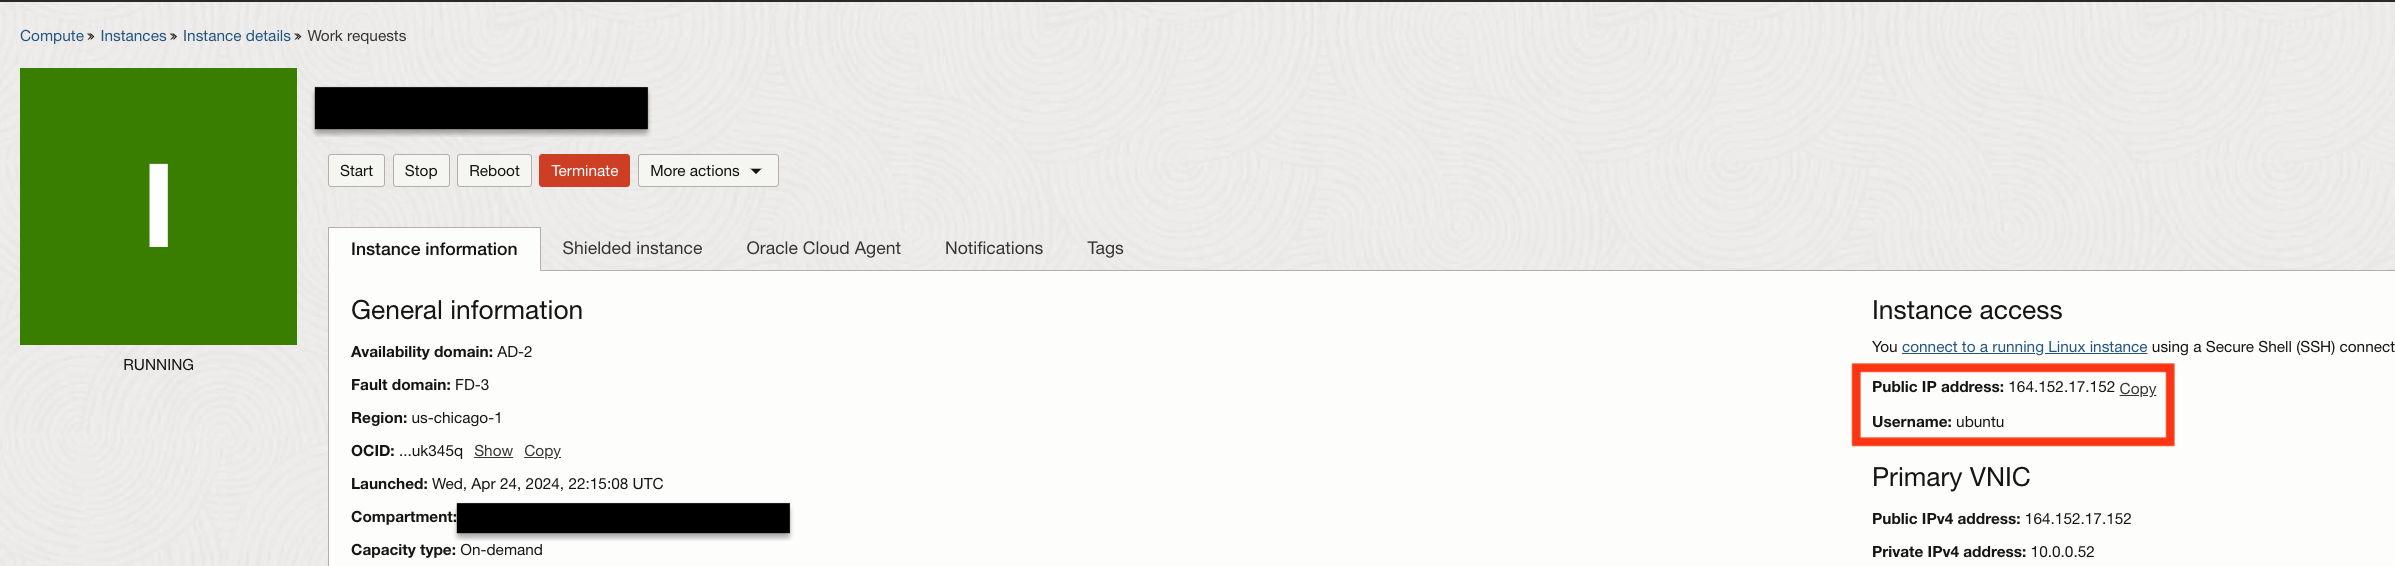 Compute » Instances » Instance details » Work requests
I
RUNNING
Start Stop Reboot Terminate More actions
Instance information Shielded instance Oracle Cloud Agent Notifications Tags
General information
Availability domain: AD-2
Fault domain: FD-3
Region: us-chicago-1
OCID: ...uk345q Show Copy
Launched: Wed, Apr 24, 2024, 22:15:08 UTC
Compartment:
Capacity type: On-demand
Instance access
You connect to a running Linux instance using a Secure Shell (SSH) connect
Public IP address: 164.152.17.152 Copy
Username: ubuntu
Primary VNIC
Public IPv4 address: 164.152.17.152
Private IPv4 address: 10.0.0.52